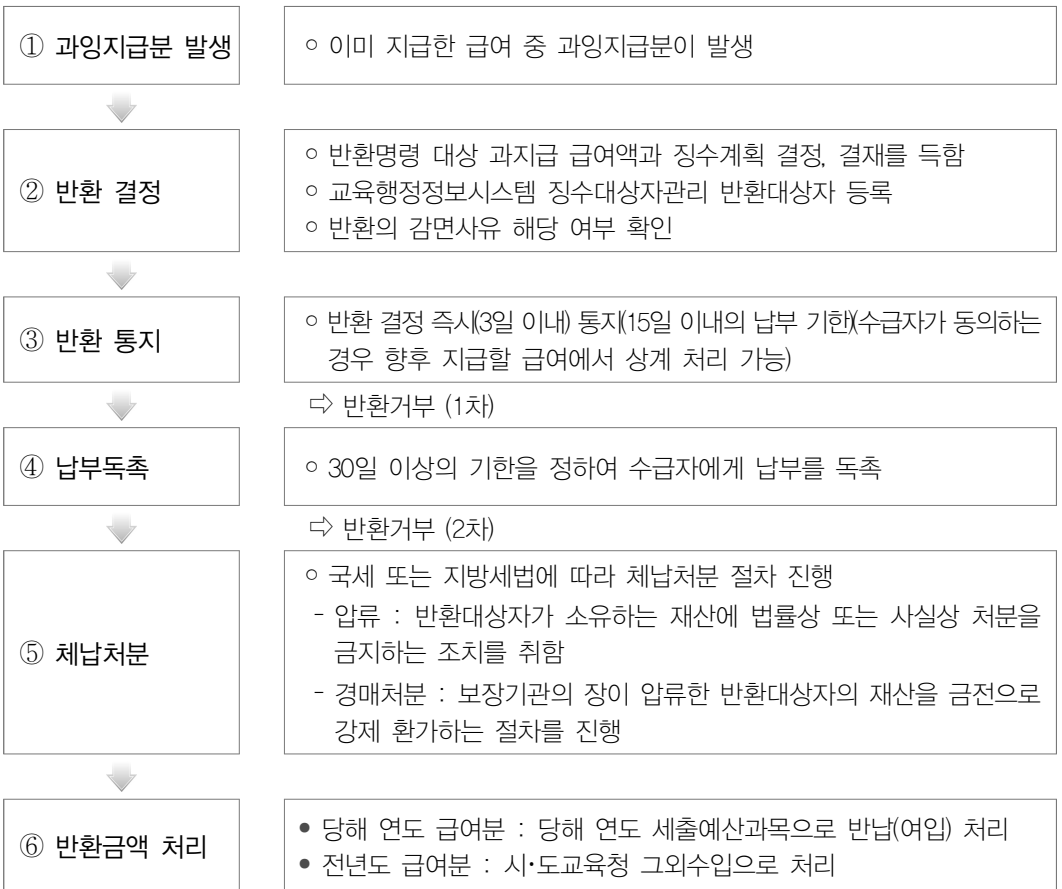 ① 과잉지급분 발생
○ 이미 지급한 급여 중 과잉지급분이 발생
② 반환 결정
○ 반환명령 대상 과지급 급여액과 징수계획 결정, 결재를 득함
○ 교육행정정보시스템 징수대상자관리 반환대상자 등록
○ 반환의 감면사유 해당 여부 확인
③ 반환 통지
○ 반환 결정 즉시(3일 이내) 통지(15일 이내의 납부 기한)(수급자가 동의하는
경우 향후 지급할 급여에서 상계 처리 가능)
⇨ 반환거부 (1차)
④ 납부독촉
○ 30일 이상의 기한을 정하여 수급자에게 납부를 독촉
⇨ 반환거부 (2차)
⑤ 체납처분
○ 국세 또는 지방세법에 따라 체납처분 절차 진행
- 압류 : 반환대상자가 소유하는 재산에 법률상 또는 사실상 처분을
금지하는 조치를 취함
- 경매처분 : 보장기관의 장이 압류한 반환대상자의 재산을 금전으로
강제 환가하는 절차를 진행
⑥ 반환금액 처리
• 당해 연도 급여분 : 당해 연도 세출예산과목으로 반납(여입) 처리
• 전년도 급여분 : 시·도교육청 그외수입으로 처리